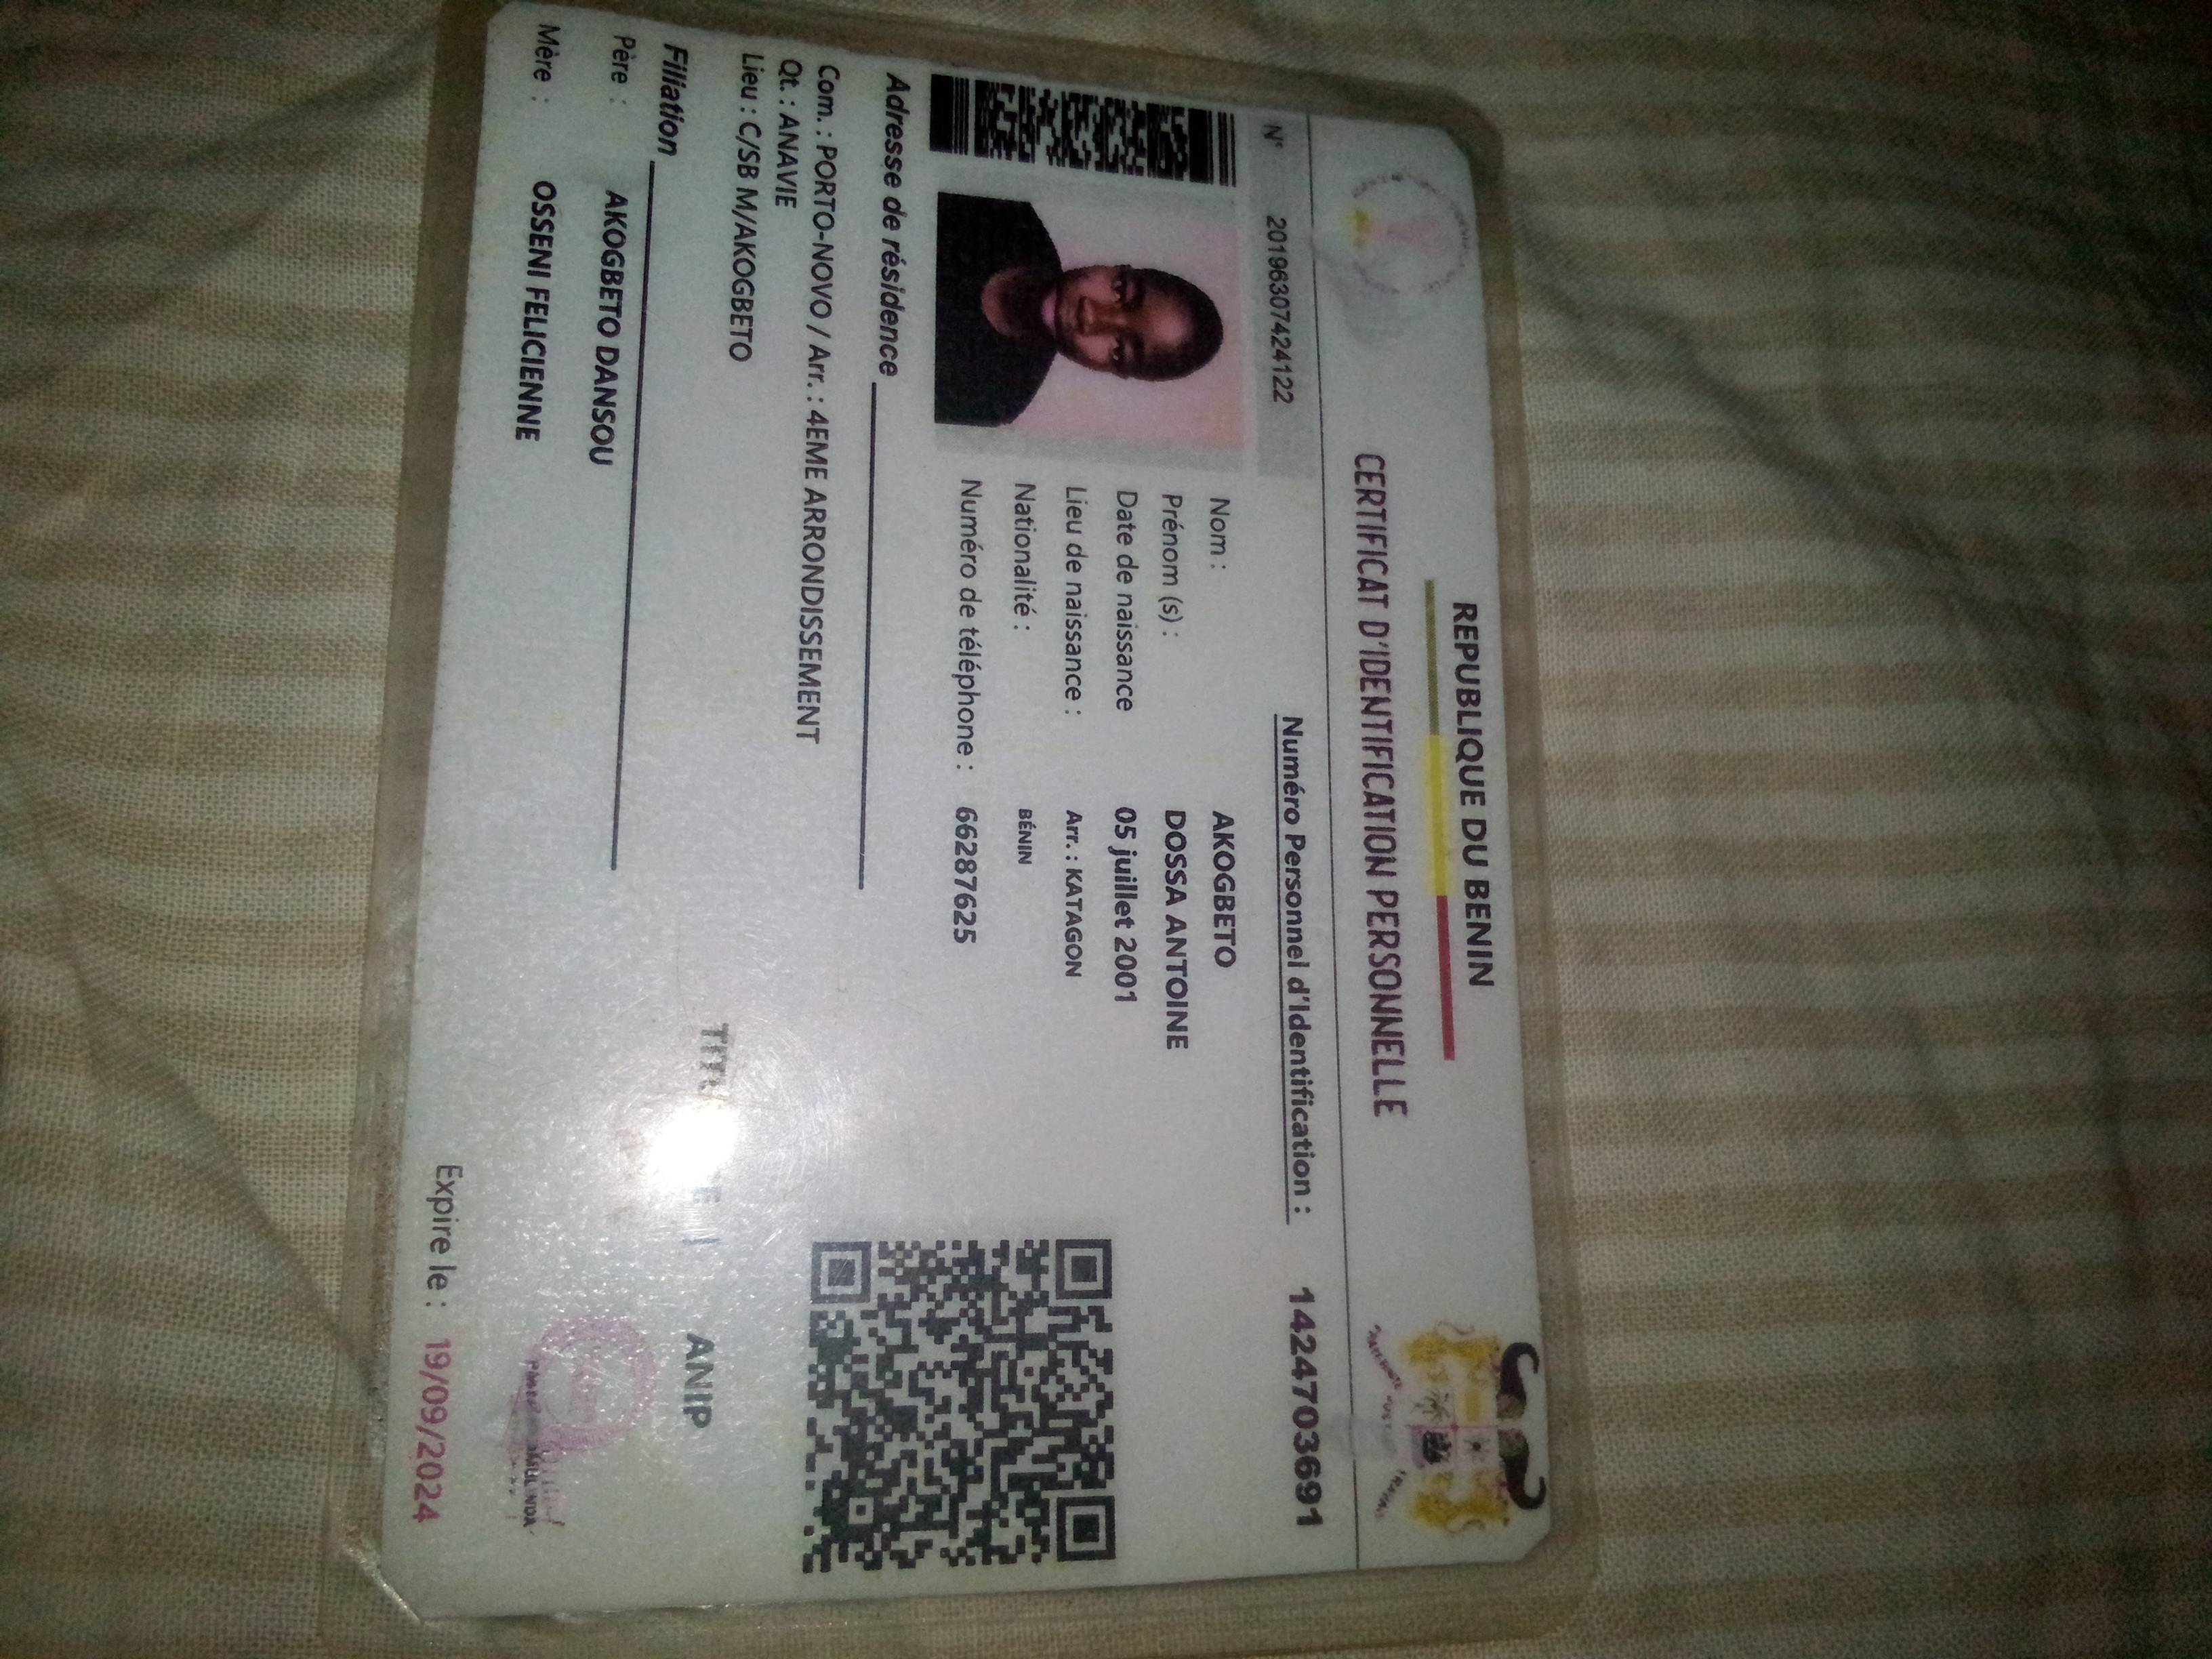 REPUBLIQUE DU BENIN
CERTIFICAT D'IDENTIFICATION PERSONNELLE
N° 20196307424122
Numéro Personnel d'Identification : 1424703691
Nom : AKOGBETO
Prénom (s) : DOSSA ANTOINE
Date de naissance 05 juillet 2001
Lieu de naissance : Arr. : KATAGON
Nationalité : BÉNIN
Numéro de téléphone : 66287625
Adresse de résidence
Com. : PORTO-NOVO / Arr. : 4EME ARRONDISSEMENT
Qt. : ANAVIE
Lieu : C/SB M/AKOGBETO
Filiation
Père : AKOGBETO DANSOU
Mère : OSSENI FELICIENNE
ANIP
Expire le : 19/09/2024